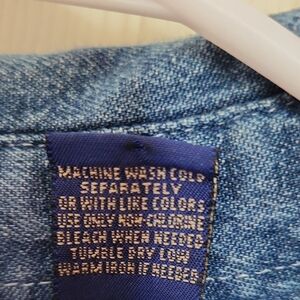 MACHINE WASH COLD
SEPARATELY
OR WITH LIKE COLORS
USE ONLY NON-CHLORINE
BLEACH WHEN NEEDED
TUMBLE DRY LOW
WARM IRON IF NEEDED